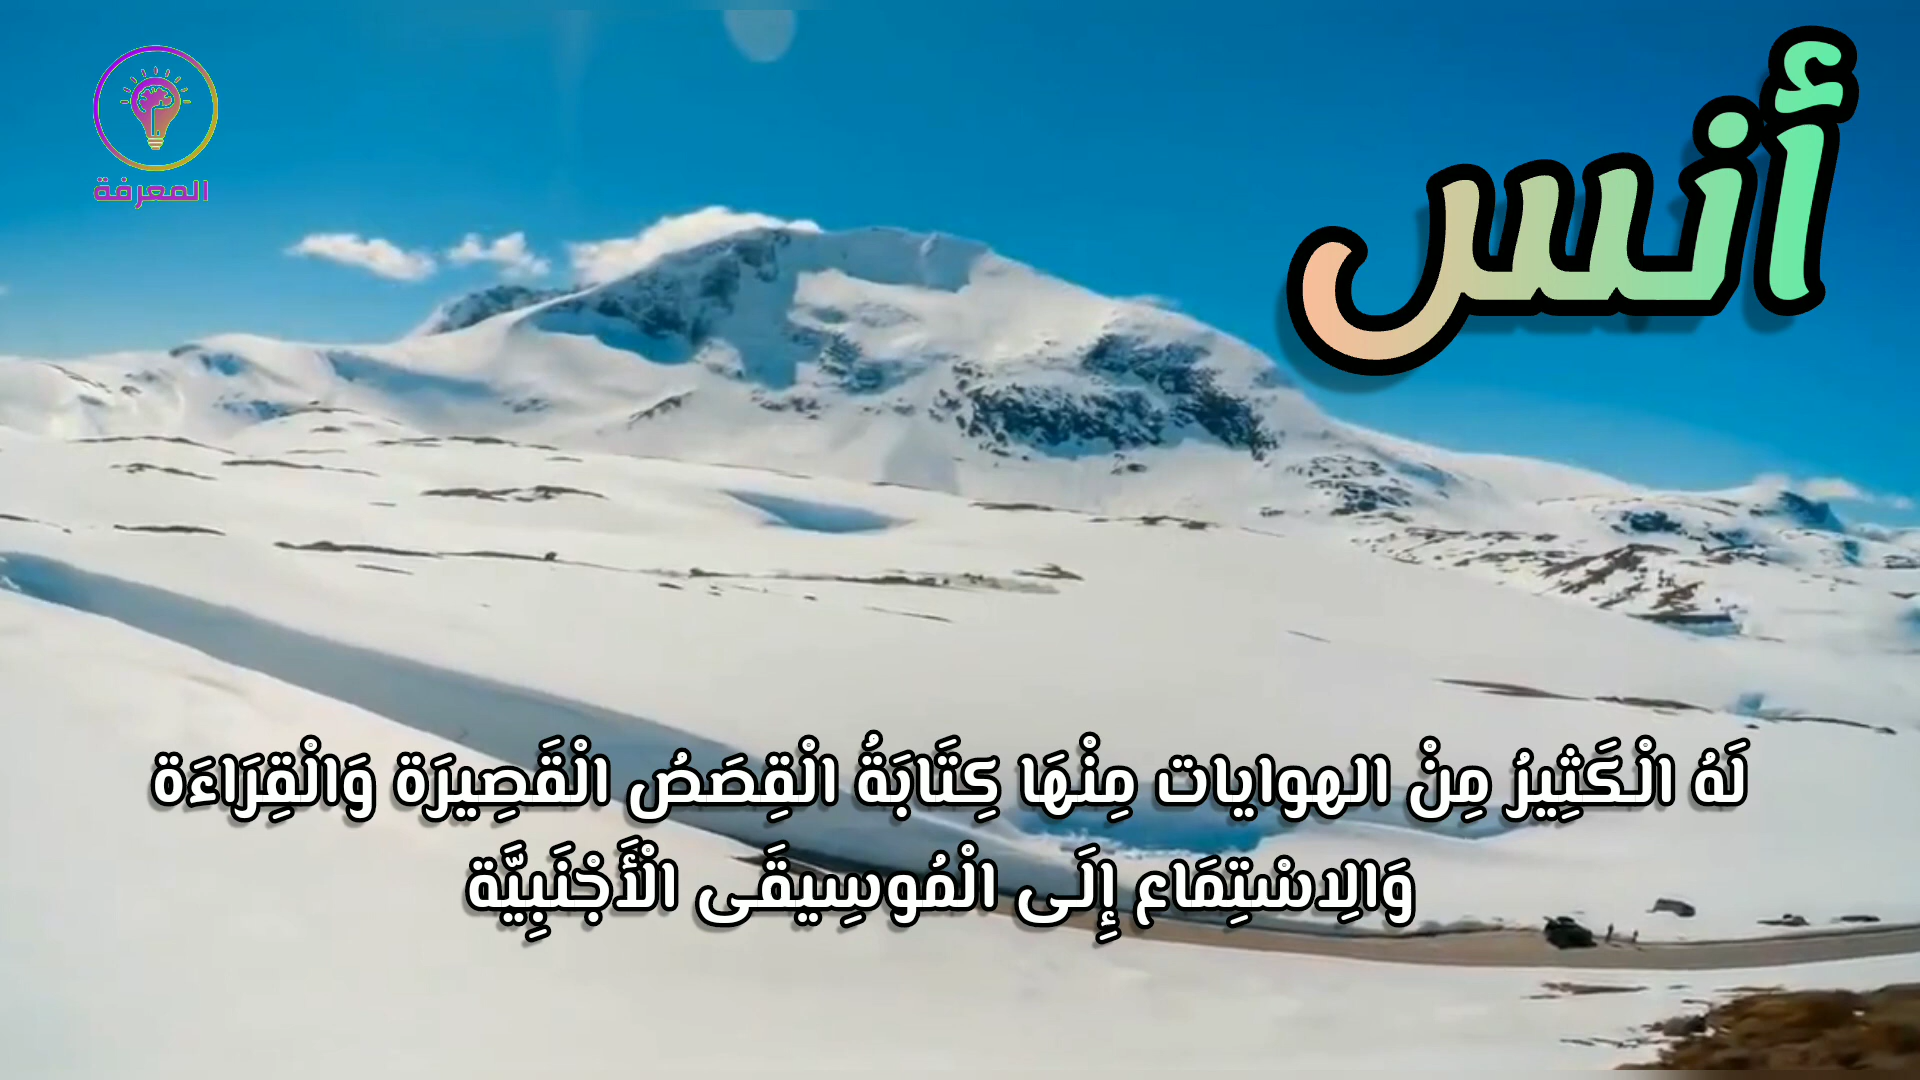 المعرفة
أنس
لَهُ الْكَثِيرُ مِنْ الهوايات مِنْهَا كِتَابَةُ الْقِصَصُ الْقَصِيرَة وَالْقِرَاءَة
وَالِاسْتِمَاع إِلَى الْمُوسِيقَى الْأَجْنَبِيَّة